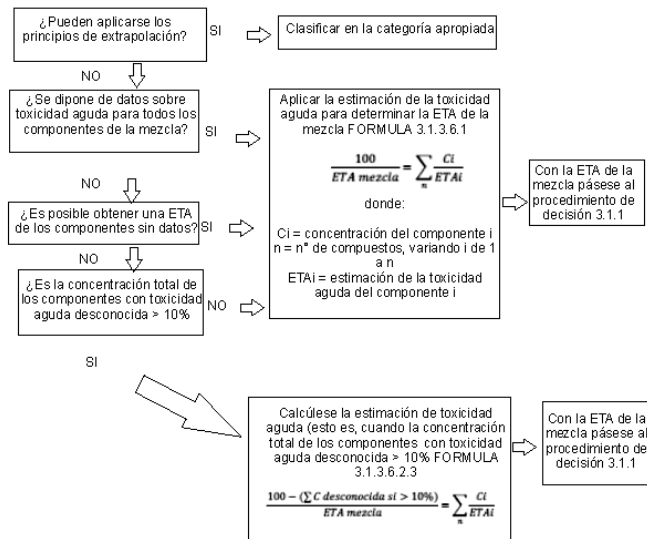 ¿Pueden aplicarse los
principios de extrapolación?
SI
Clasificar en la categoría apropiada
NO
¿Se dispone de datos sobre
toxicidad aguda para todos los
componentes de la mezcla?
SI
Aplicar la estimación de la toxicidad
aguda para determinar la ETA de
la mezcla FORMULA 3.1.3.6.1
100 / ETA mezcla = ∑ n Ci / ETAi
donde:
Ci = concentración del componente i
n = n° de compuestos, variando i de 1
a n
ETAi = estimación de la toxicidad
aguda del componente i
Con la ETA de la
mezcla pásese al
procedimiento de
decisión 3.1.1
NO
¿Es posible obtener una ETA
de los componentes sin datos?
SI
NO
¿Es la concentración total de
los componentes con toxicidad
aguda desconocida > 10%
NO
SI
Calcúlese la estimación de toxicidad
aguda (esto es, cuando la concentración
total de los componentes con toxicidad
aguda desconocida > 10% FORMULA
3.1.3.6.2.3
100 − (∑ C desconocida si > 10%) / ETA mezcla = ∑ n Ci / ETAi
Con la ETA de la
mezcla pásese al
procedimiento de
decisión 3.1.1